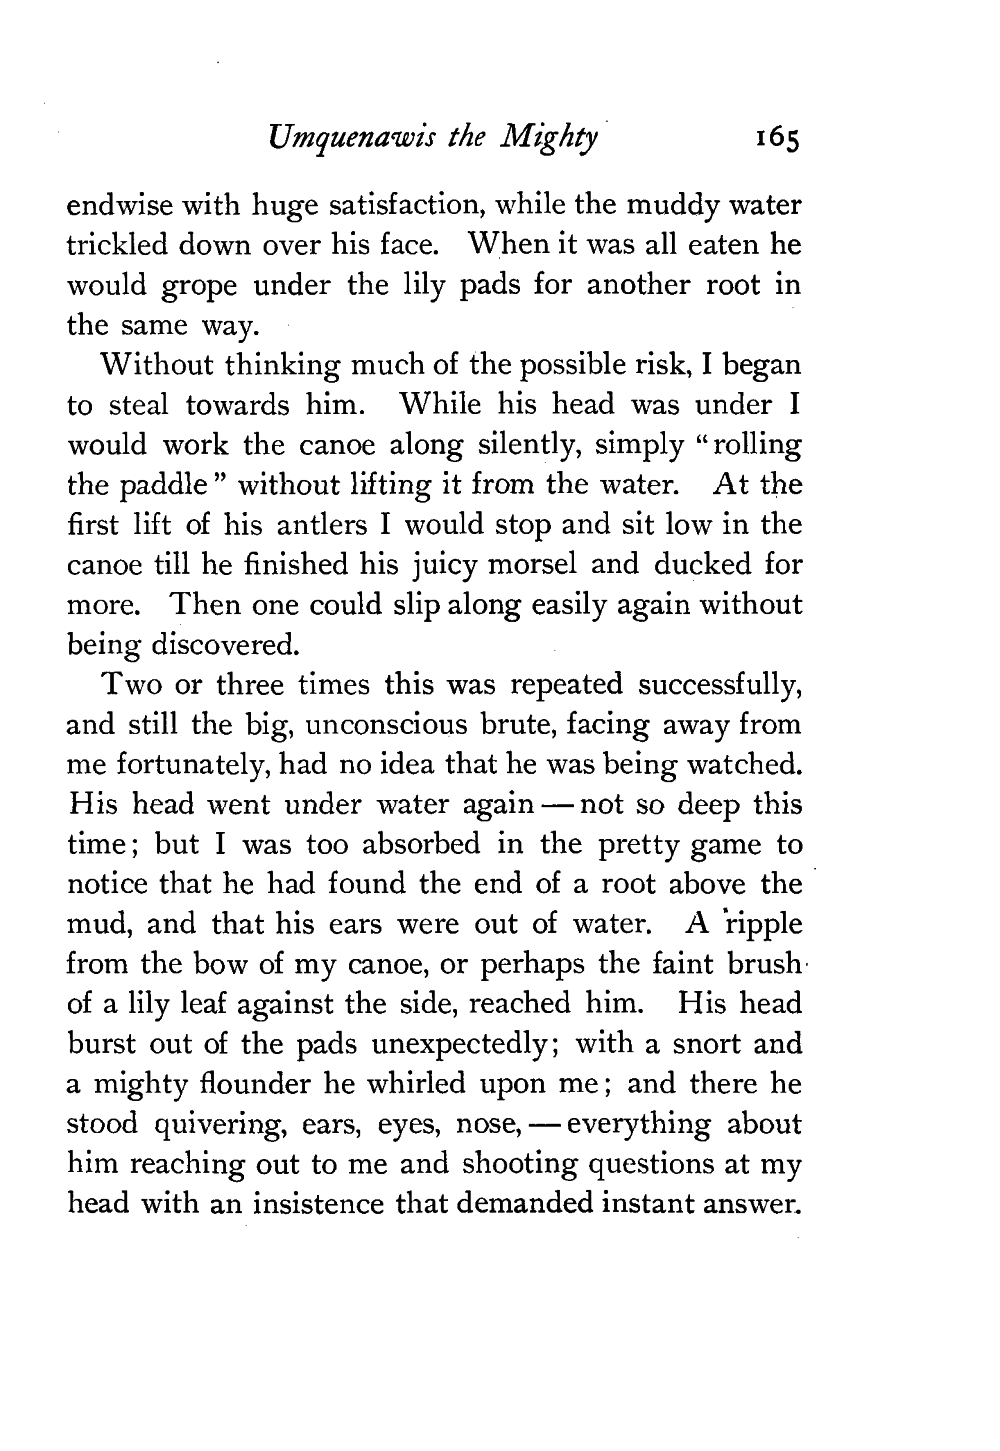 Umquenawis the Mighty 165
endwise with huge satisfaction, while the muddy water
trickled down over his face. When it was all eaten he
would grope under the lily pads for another root in
the same way.
Without thinking much of the possible risk, I began
to steal towards him. While his head was under I
would work the canoe along silently, simply “rolling
the paddle” without lifting it from the water. At the
first lift of his antlers I would stop and sit low in the
canoe till he finished his juicy morsel and ducked for
more. Then one could slip along easily again without
being discovered.
Two or three times this was repeated successfully,
and still the big, unconscious brute, facing away from
me fortunately, had no idea that he was being watched.
His head went under water again — not so deep this
time; but I was too absorbed in the pretty game to
notice that he had found the end of a root above the
mud, and that his ears were out of water. A ripple
from the bow of my canoe, or perhaps the faint brush
of a lily leaf against the side, reached him. His head
burst out of the pads unexpectedly; with a snort and
a mighty flounder he whirled upon me; and there he
stood quivering, ears, eyes, nose, — everything about
him reaching out to me and shooting questions at my
head with an insistence that demanded instant answer.